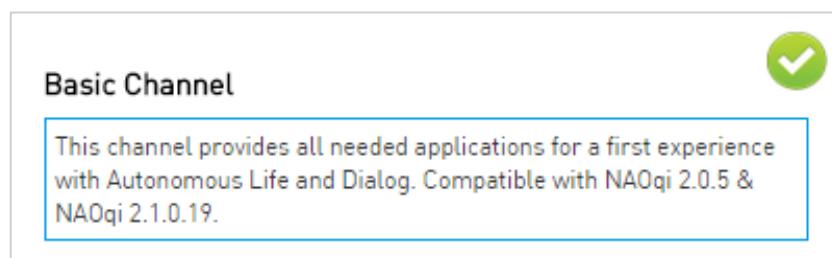 Basic Channel
This channel provides all needed applications for a first experience
with Autonomous Life and Dialog. Compatible with NAOqi 2.0.5 &
NAOqi 2.1.0.19.